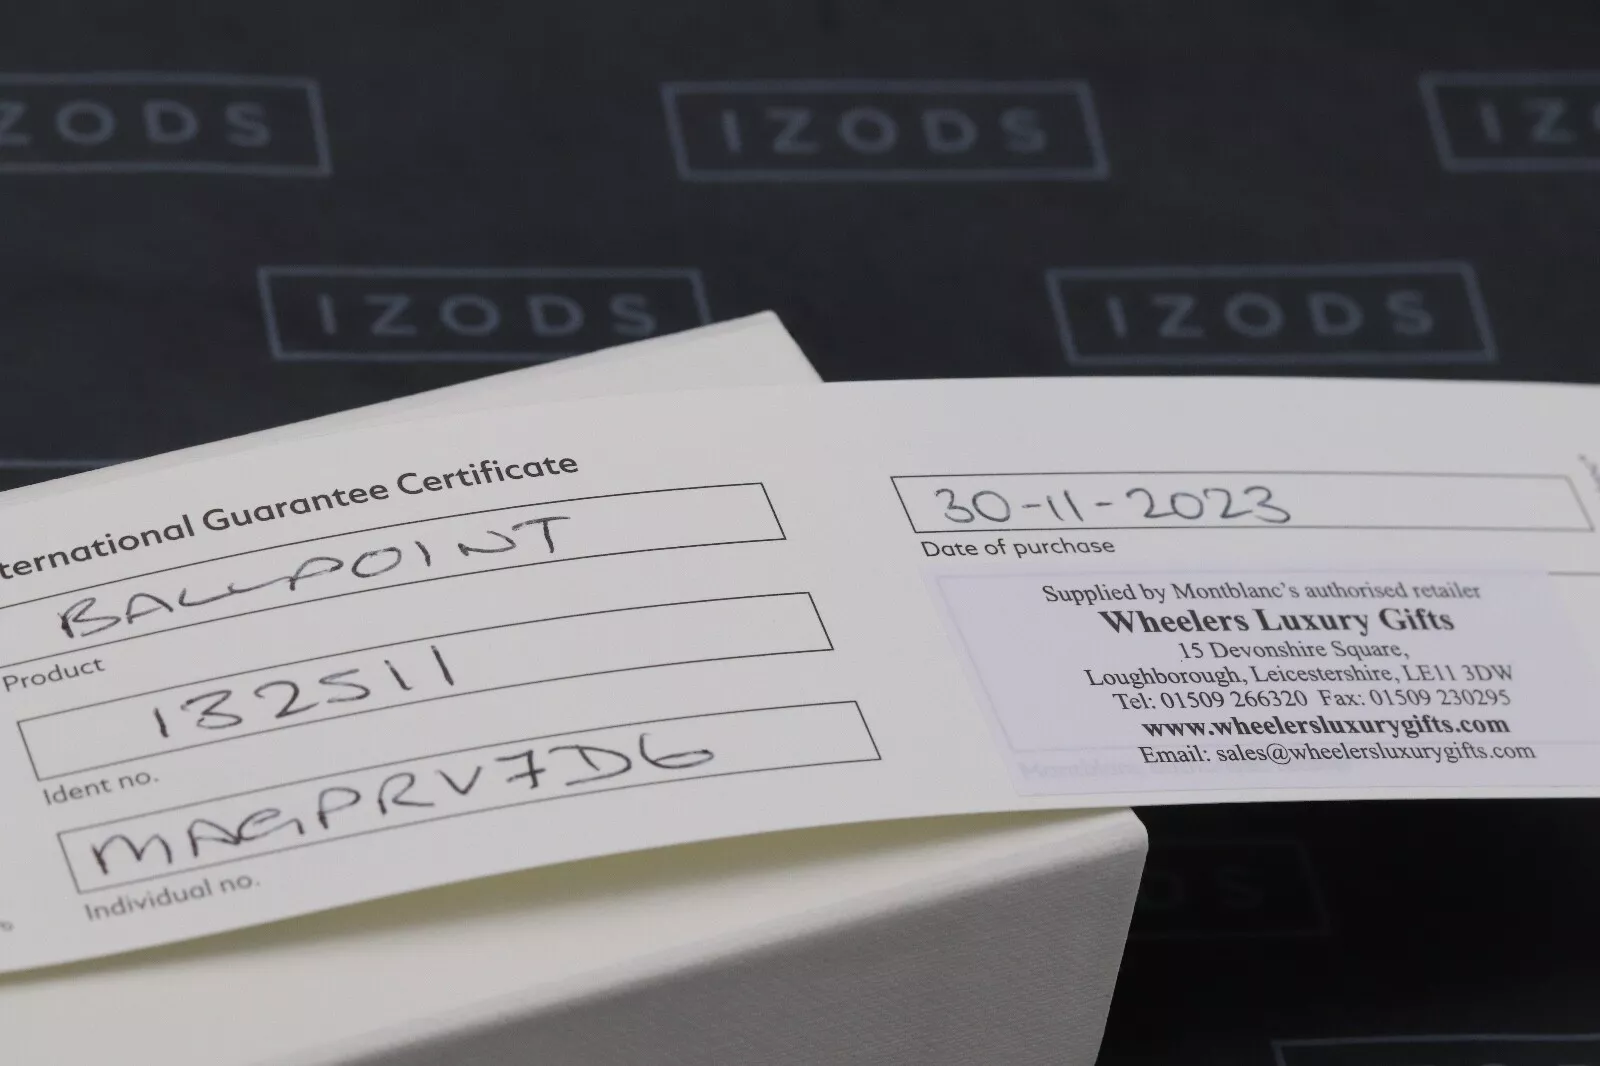 IZODS
IZODS
IZ
IZODS
IZODS
ternational Guarantee Certificate
BALLPOINT
Product
132511
Ident no.
MAGPRV7D6
Individual no.
30-11-2023
Date of purchase
Supplied by Montblanc's authorised retailer
Wheelers Luxury Gifts
15 Devonshire Square,
Loughborough, Leicestershire, LE11 3DW
Tel: 01509 266320 Fax: 01509 230295
www.wheelersluxurygifts.com
Email: sales@wheelersluxurygifts.com
ODS